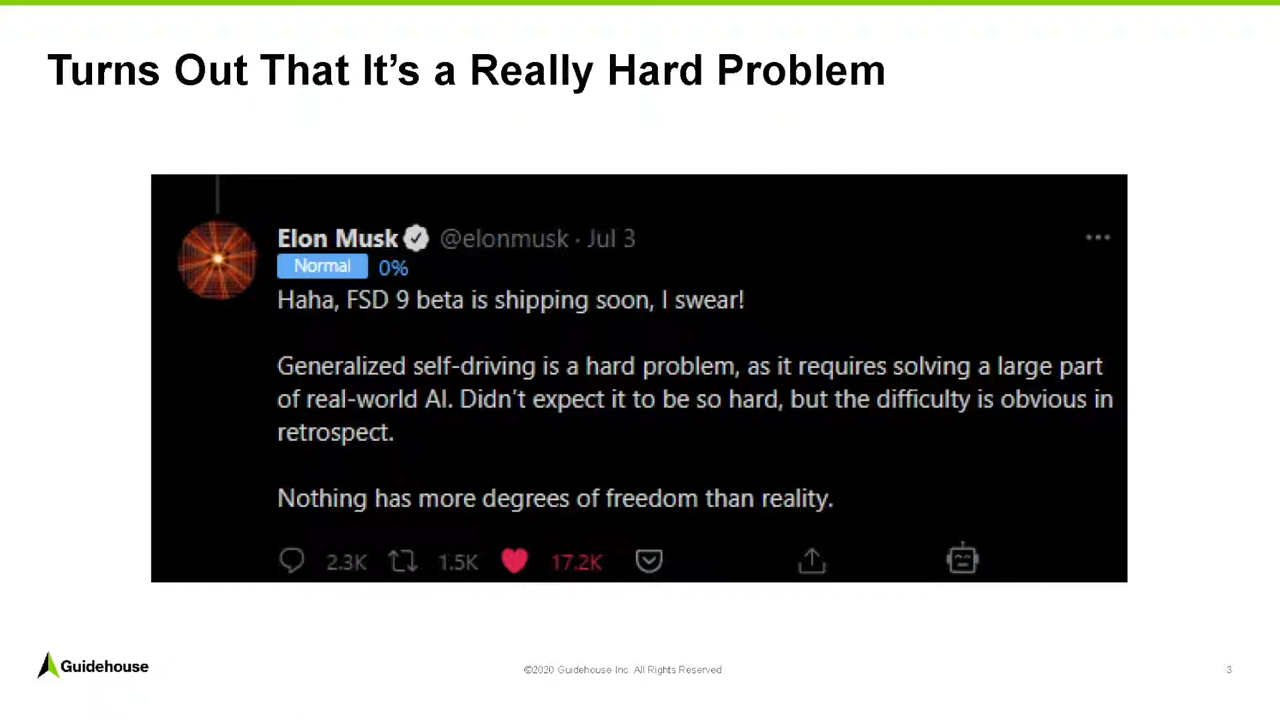 Turns Out That It’s a Really Hard Problem
Elon Musk @elonmusk · Jul 3
Normal 0%
Haha, FSD 9 beta is shipping soon, I swear!
Generalized self-driving is a hard problem, as it requires solving a large part
of real-world AI. Didn’t expect it to be so hard, but the difficulty is obvious in
retrospect.
Nothing has more degrees of freedom than reality.
2.3K 1.5K 17.2K
Guidehouse
©2020 Guidehouse Inc. All Rights Reserved
3